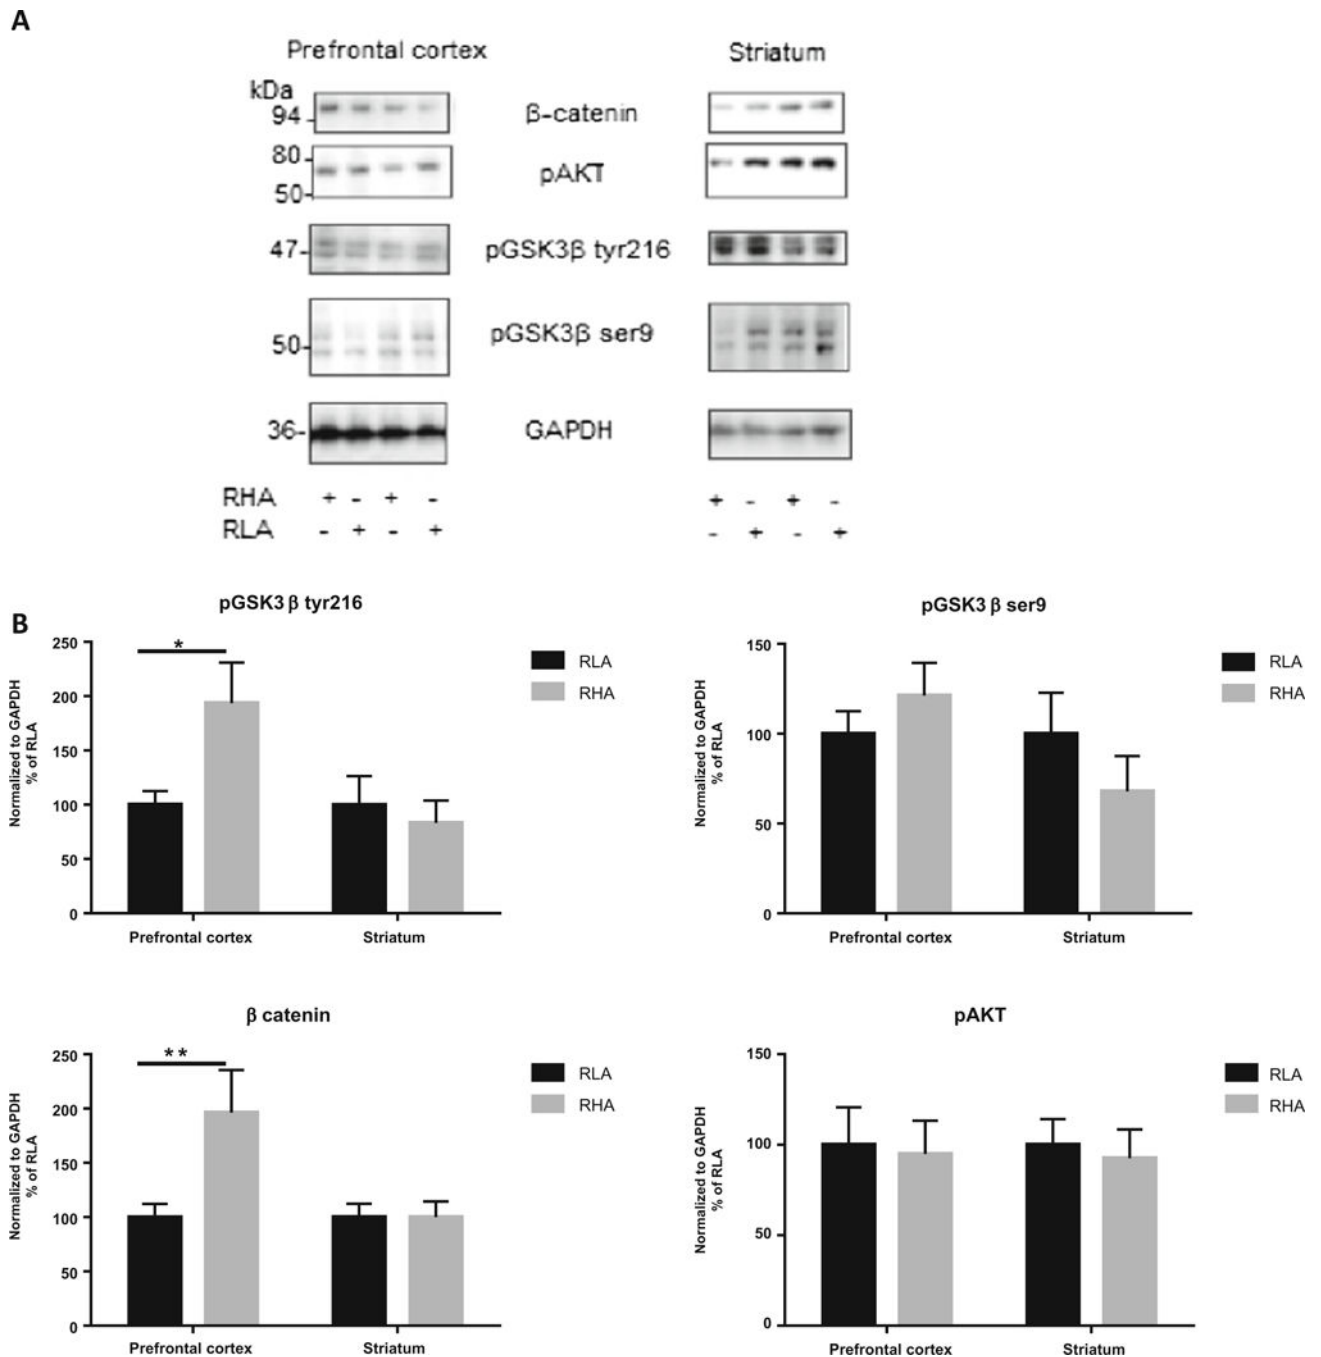 A
Prefrontal cortex
Striatum
kDa
94
β-catenin
80
50
pAKT
47
pGSK3β tyr216
50
pGSK3β ser9
36
GAPDH
RHA + - + - + - + -
RLA - + - + - + - +
B
pGSK3 β tyr216
250
200
150
100
50
0
Normalized to GAPDH
% of RLA
*
RLA
RHA
Prefrontal cortex
Striatum
pGSK3 β ser9
150
100
50
0
Normalized to GAPDH
% of RLA
RLA
RHA
Prefrontal cortex
Striatum
β catenin
250
200
150
100
50
0
Normalized to GAPDH
% of RLA
**
RLA
RHA
Prefrontal cortex
Striatum
pAKT
150
100
50
0
Normalized to GAPDH
% of RLA
RLA
RHA
Prefrontal cortex
Striatum